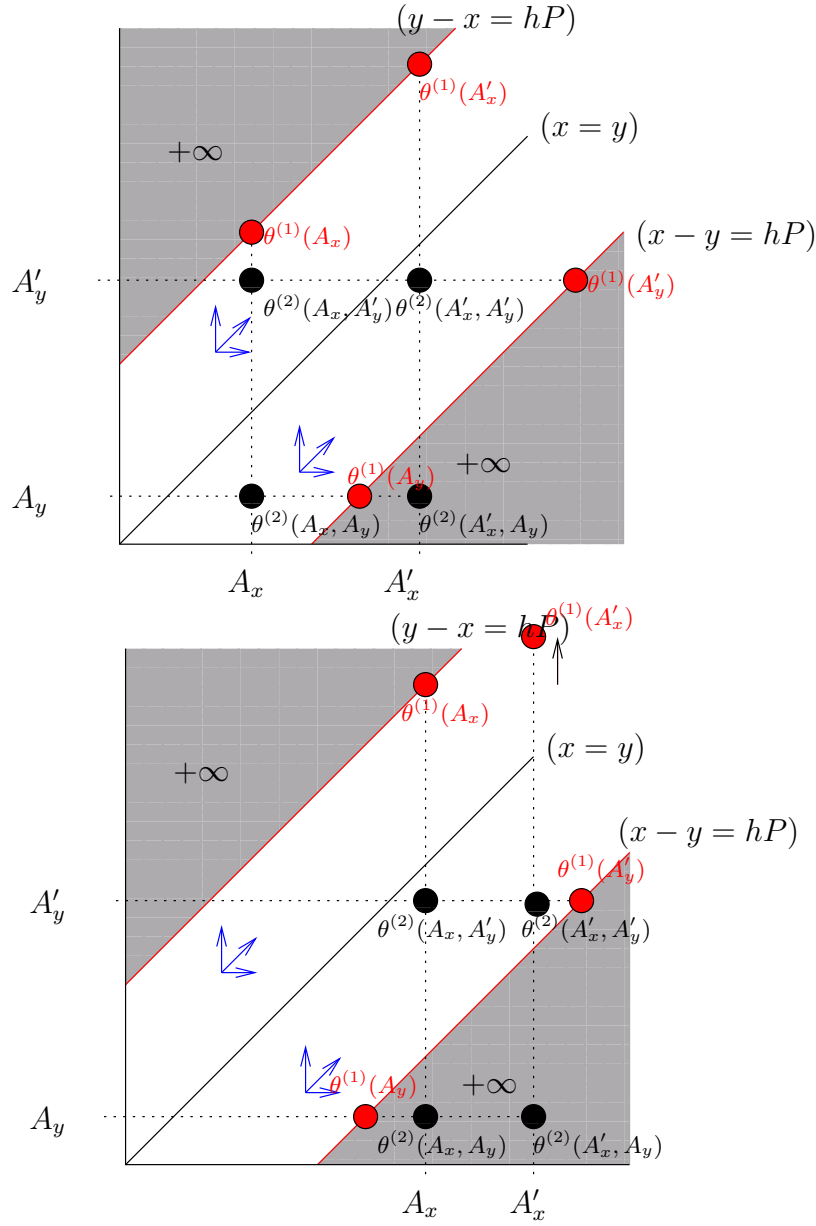 (y − x = hP)
θ^{(1)}(A′_x)
(x = y)
+∞
θ^{(1)}(A_x)
(x − y = hP)
A′_y
θ^{(1)}(A′_y)
θ^{(2)}(A_x, A′_y)
θ^{(2)}(A′_x, A′_y)
+∞
θ^{(1)}(A_y)
A_y
θ^{(2)}(A_x, A_y)
θ^{(2)}(A′_x, A_y)
A_x
A′_x
θ^{(1)}(A′_x)
(y − x = hP)
θ^{(1)}(A_x)
(x = y)
+∞
(x − y = hP)
θ^{(1)}(A′_y)
A′_y
θ^{(2)}(A_x, A′_y)
θ^{(2)}(A′_x, A′_y)
+∞
θ^{(1)}(A_y)
A_y
θ^{(2)}(A_x, A_y)
θ^{(2)}(A′_x, A_y)
A_x
A′_x